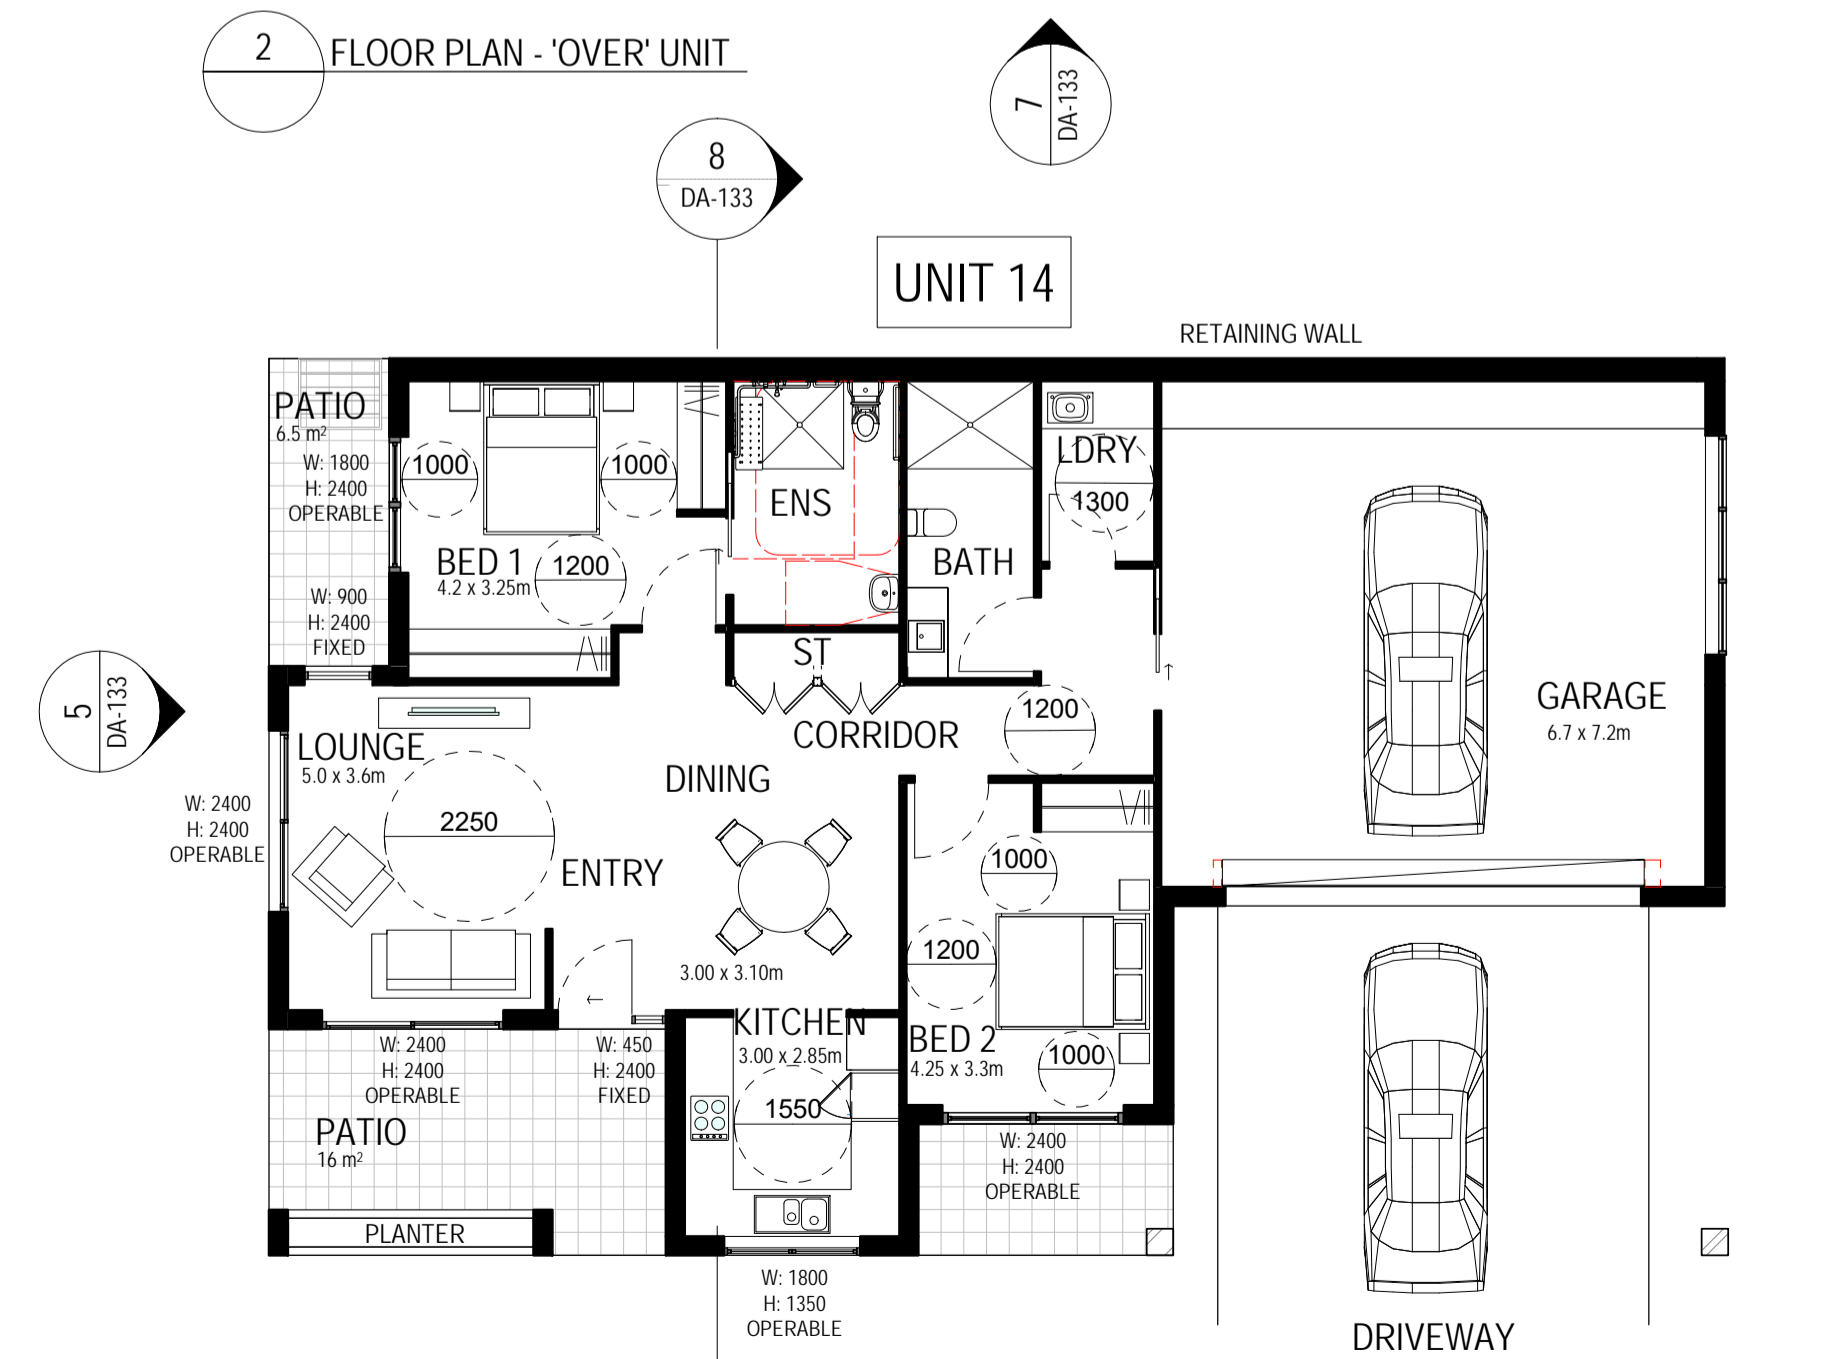 2
FLOOR PLAN - 'OVER' UNIT
7
DA-133
8
DA-133
UNIT 14
RETAINING WALL
PATIO
6.5 m²
W: 1800
H: 2400
OPERABLE
W: 900
H: 2400
FIXED
1000
1000
BED 1
4.2 x 3.25m
1200
ENS
BATH
LDRY
1300
ST
5
DA-133
GARAGE
6.7 x 7.2m
LOUNGE
5.0 x 3.6m
CORRIDOR
1200
DINING
W: 2400
H: 2400
OPERABLE
2250
ENTRY
3.00 x 3.10m
1000
1200
BED 2
4.25 x 3.3m
1000
KITCHEN
3.00 x 2.85m
1550
W: 2400
H: 2400
OPERABLE
W: 450
H: 2400
FIXED
PATIO
16 m²
PLANTER
W: 2400
H: 2400
OPERABLE
W: 1800
H: 1350
OPERABLE
DRIVEWAY